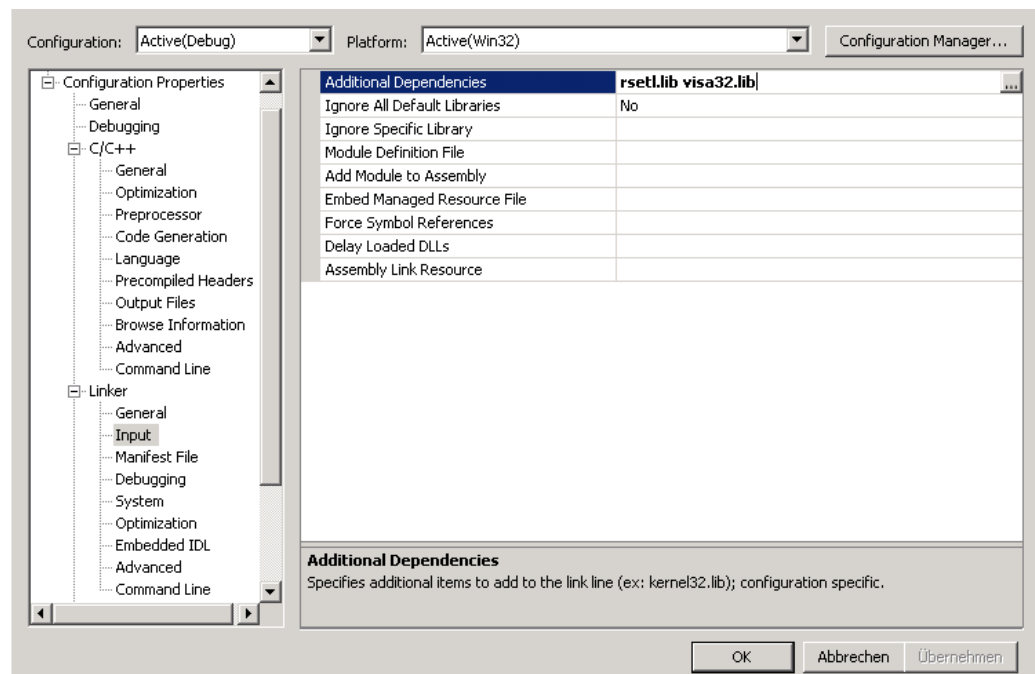 Configuration: Active(Debug) Platform: Active(Win32) Configuration Manager...
Configuration Properties
General
Debugging
C/C++
General
Optimization
Preprocessor
Code Generation
Language
Precompiled Headers
Output Files
Browse Information
Advanced
Command Line
Linker
General
Input
Manifest File
Debugging
System
Optimization
Embedded IDL
Advanced
Command Line
Additional Dependencies rsetl.lib visa32.lib ...
Ignore All Default Libraries No
Ignore Specific Library
Module Definition File
Add Module to Assembly
Embed Managed Resource File
Force Symbol References
Delay Loaded DLLs
Assembly Link Resource
Additional Dependencies
Specifies additional items to add to the link line (ex: kernel32.lib); configuration specific.
OK Abbrechen Übernehmen